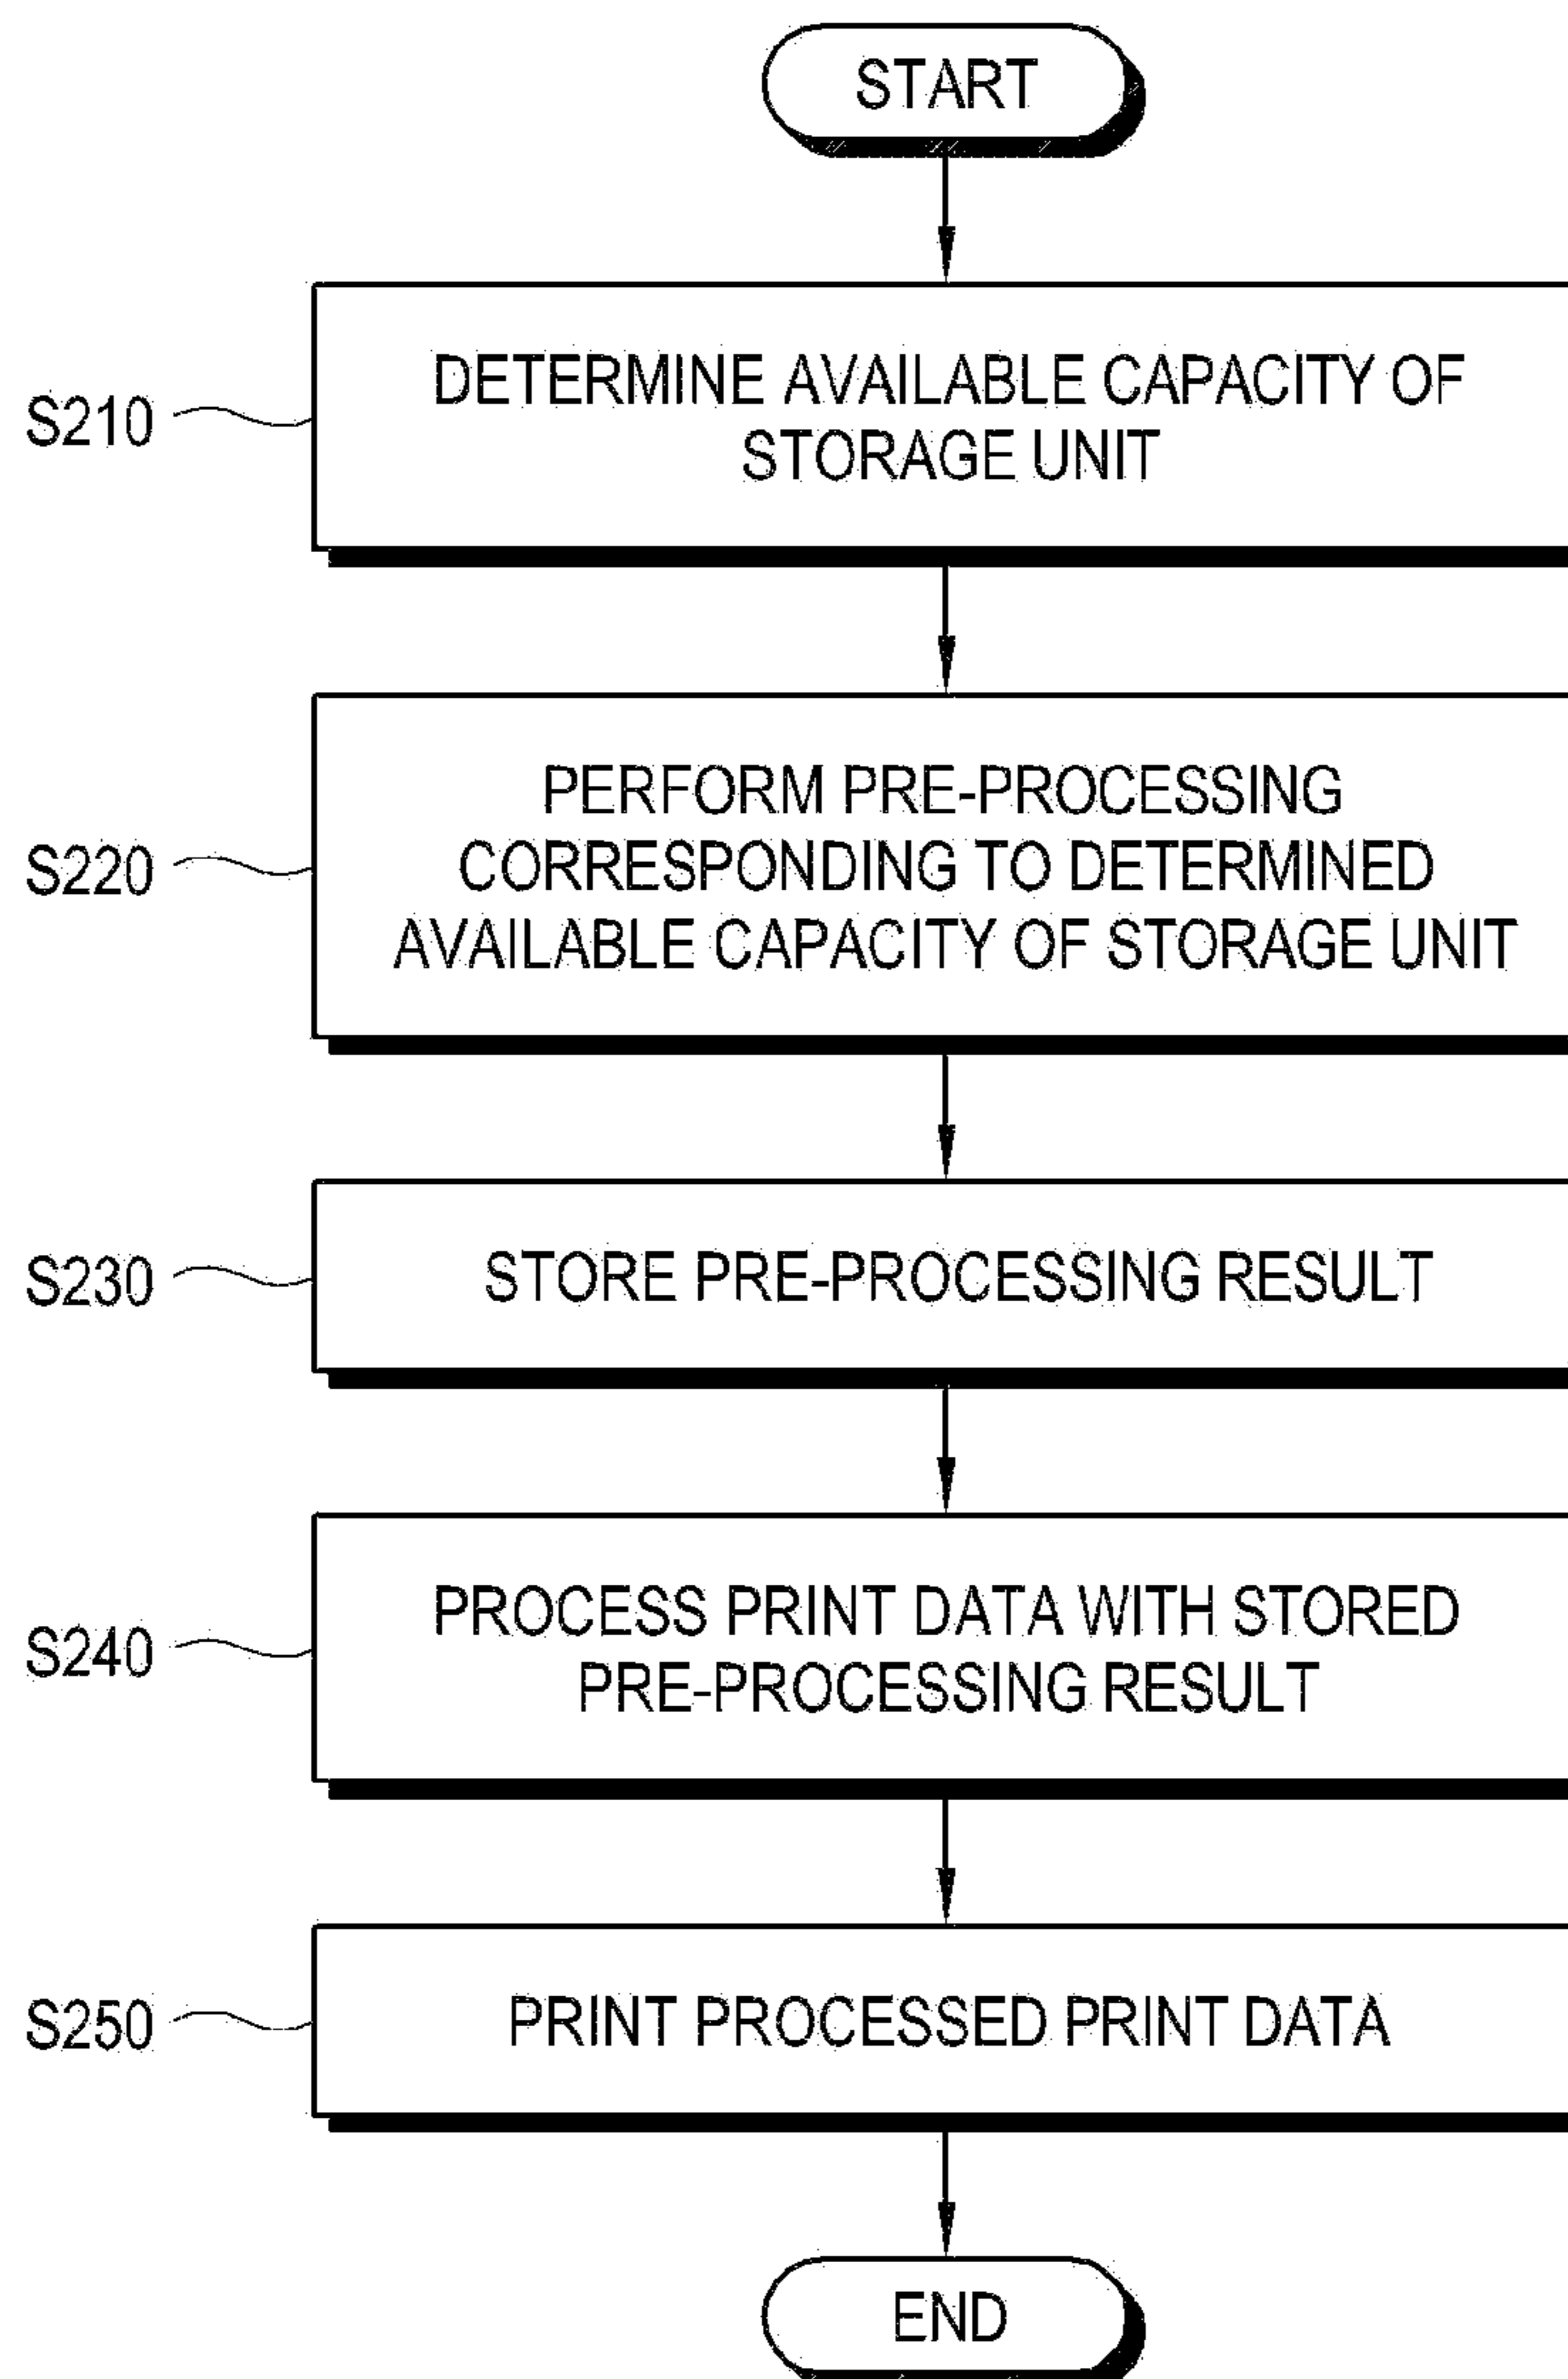 START
S210
DETERMINE AVAILABLE CAPACITY OF
STORAGE UNIT
S220
PERFORM PRE-PROCESSING
CORRESPONDING TO DETERMINED
AVAILABLE CAPACITY OF STORAGE UNIT
S230
STORE PRE-PROCESSING RESULT
S240
PROCESS PRINT DATA WITH STORED
PRE-PROCESSING RESULT
S250
PRINT PROCESSED PRINT DATA
END